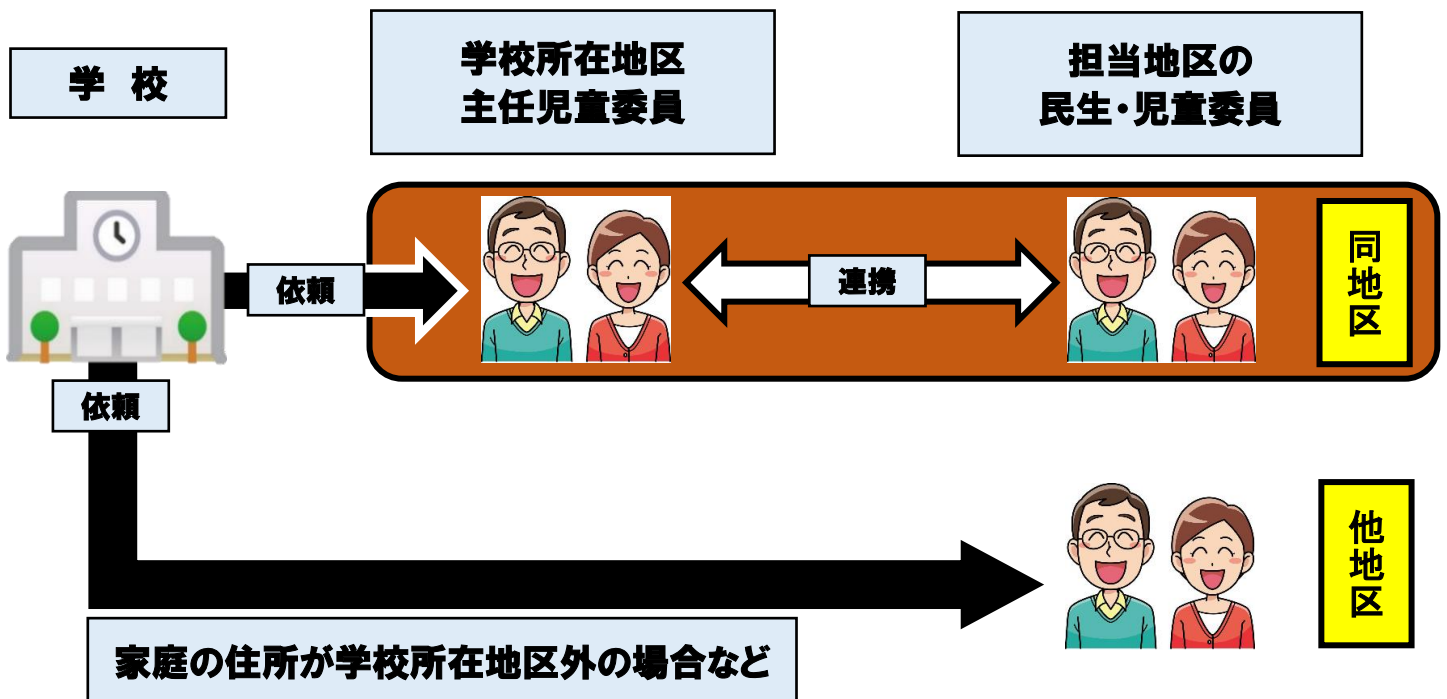 学 校
学校所在地区
主任児童委員
担当地区の
民生・児童委員
依頼
連携
同地区
依頼
他地区
家庭の住所が学校所在地区外の場合など